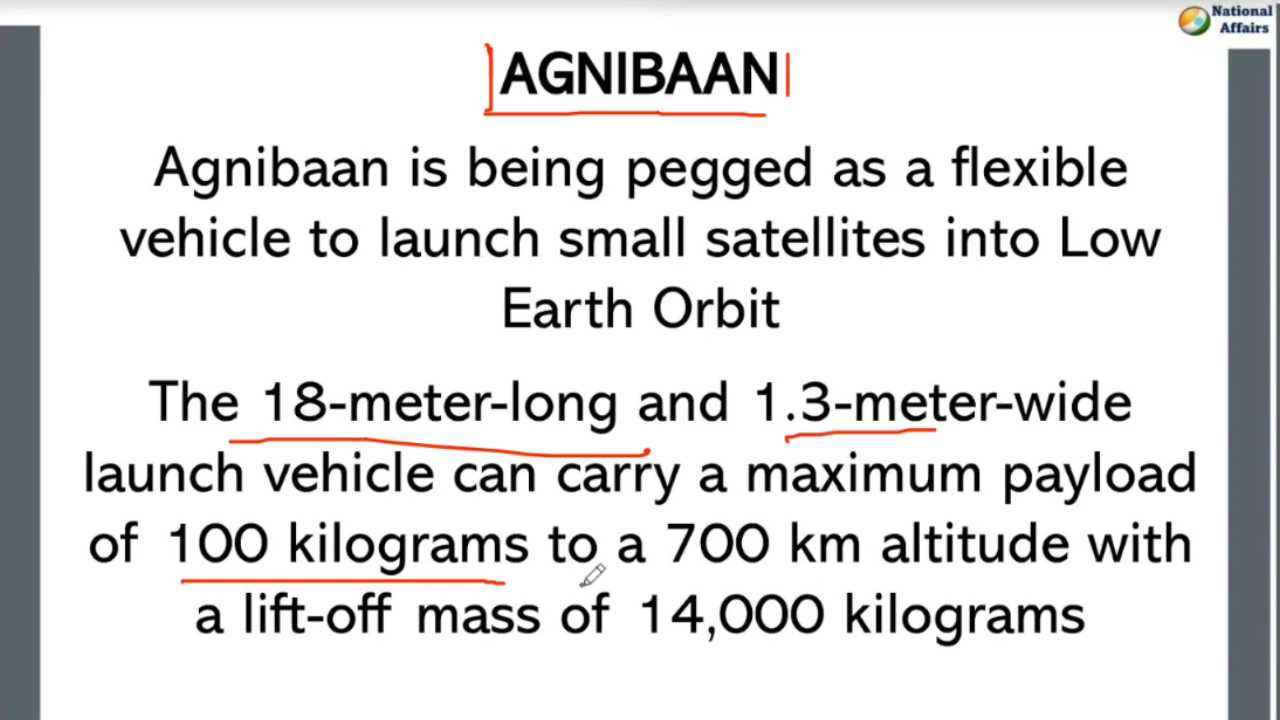 National
Affairs
AGNIBAAN
Agnibaan is being pegged as a flexible
vehicle to launch small satellites into Low
Earth Orbit
The 18-meter-long and 1.3-meter-wide
launch vehicle can carry a maximum payload
of 100 kilograms to a 700 km altitude with
a lift-off mass of 14,000 kilograms